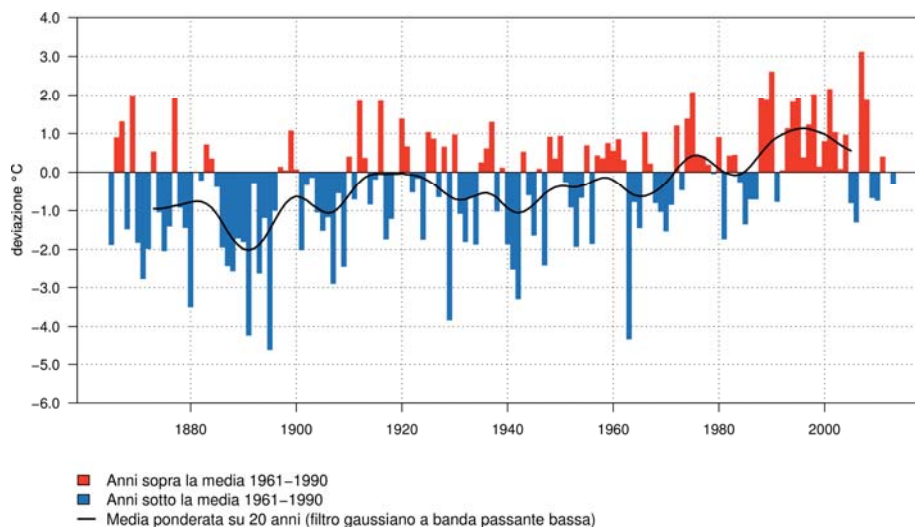 4.0
3.0
2.0
1.0
0.0
-1.0
-2.0
-3.0
-4.0
-5.0
-6.0
deviazione °C
1880 1900 1920 1940 1960 1980 2000
Anni sopra la media 1961-1990
Anni sotto la media 1961-1990
Media ponderata su 20 anni (filtro gaussiano a banda passante bassa)